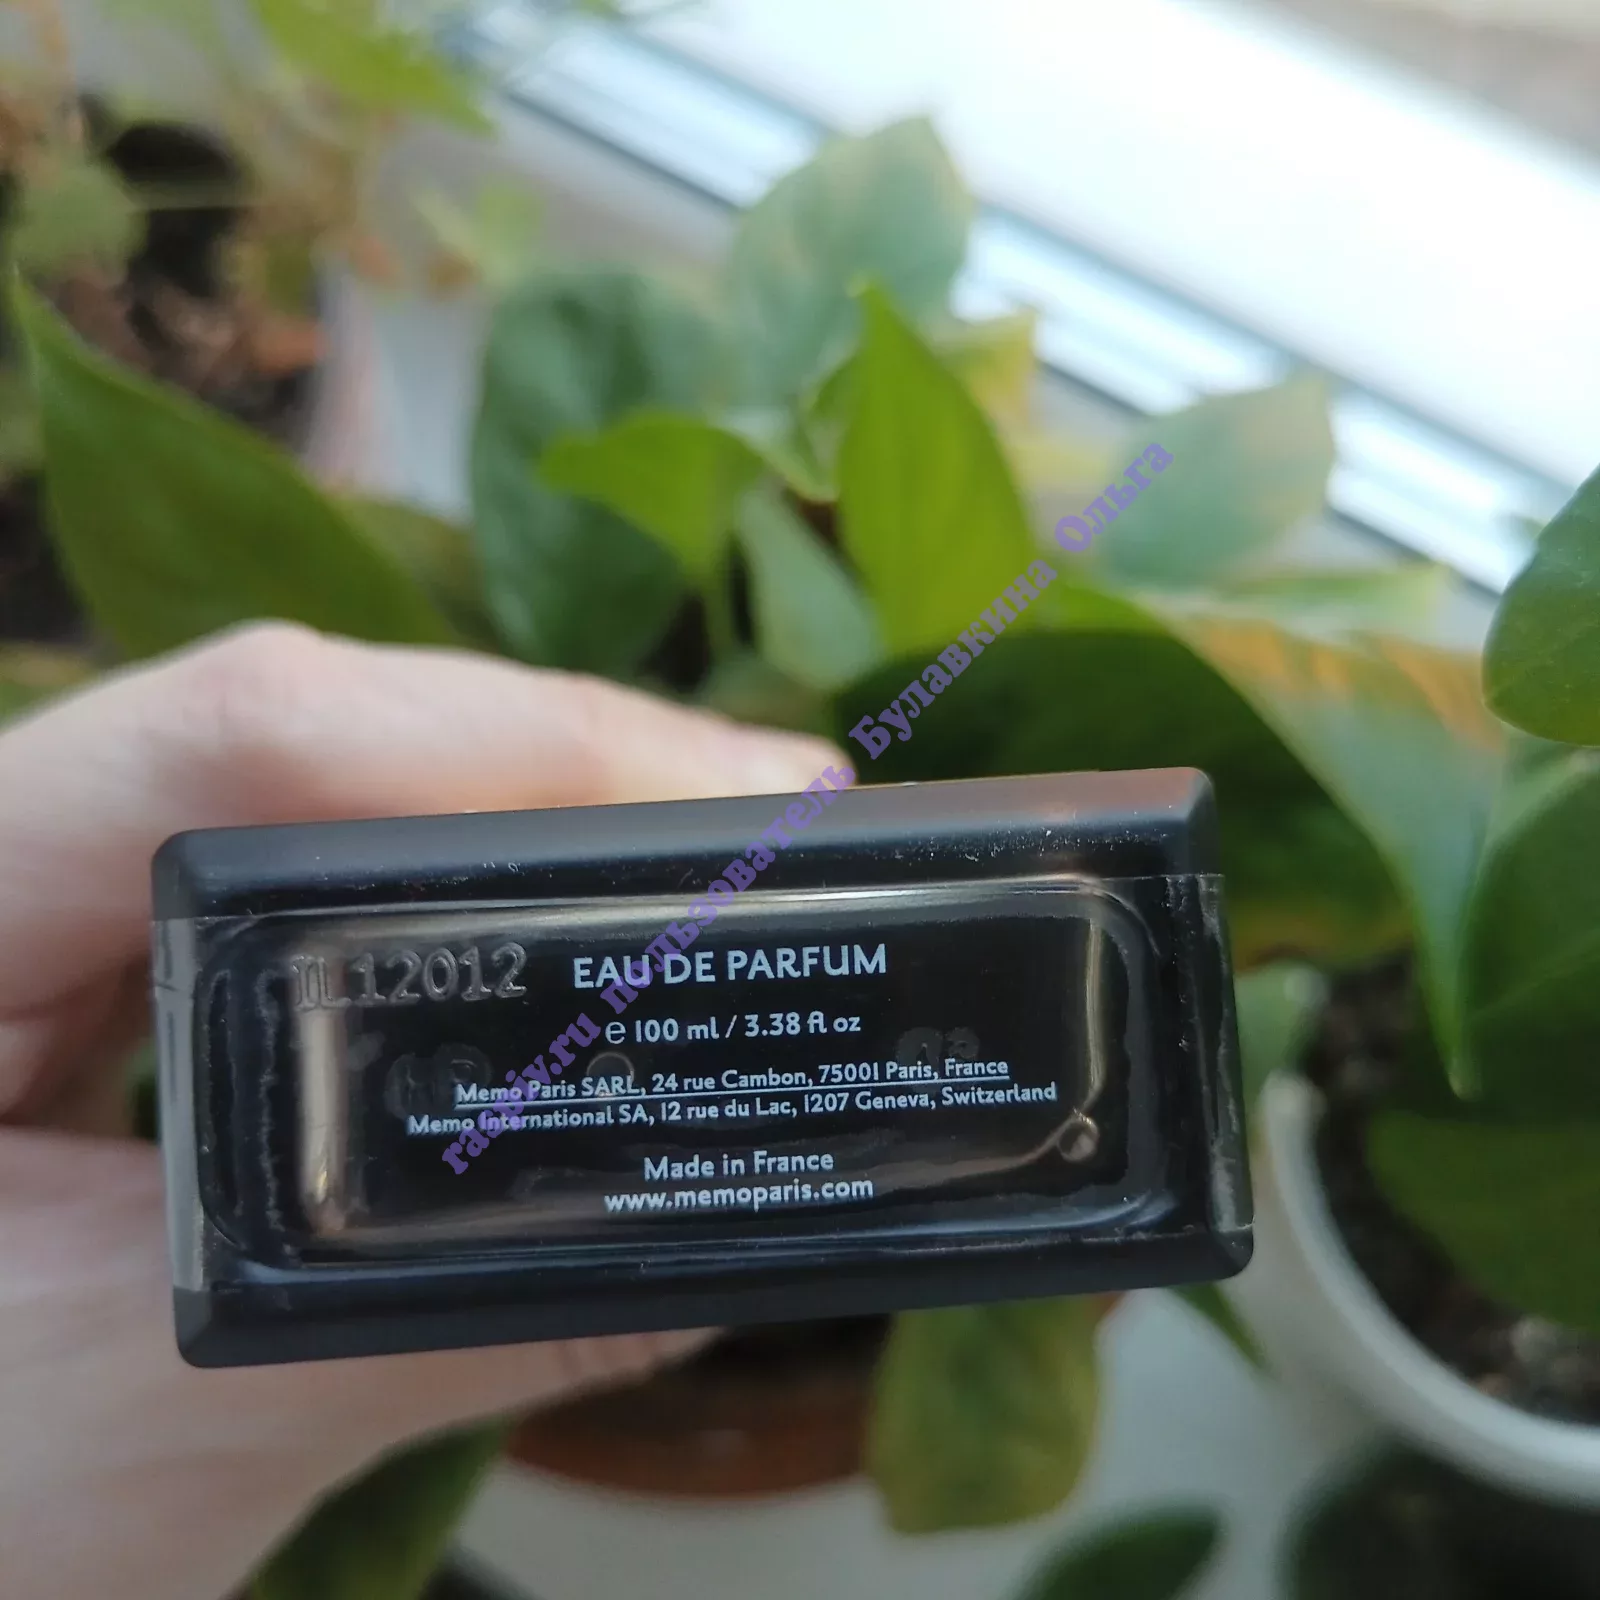 IL12012
EAU DE PARFUM
℮ 100 ml / 3.38 fl oz
Memo Paris SARL, 24 rue Cambon, 75001 Paris, France
Memo International SA, 12 rue du Lac, 1207 Geneva, Switzerland
Made in France
www.memoparis.com
raspiv.ru пользователь Булавкина Ольга